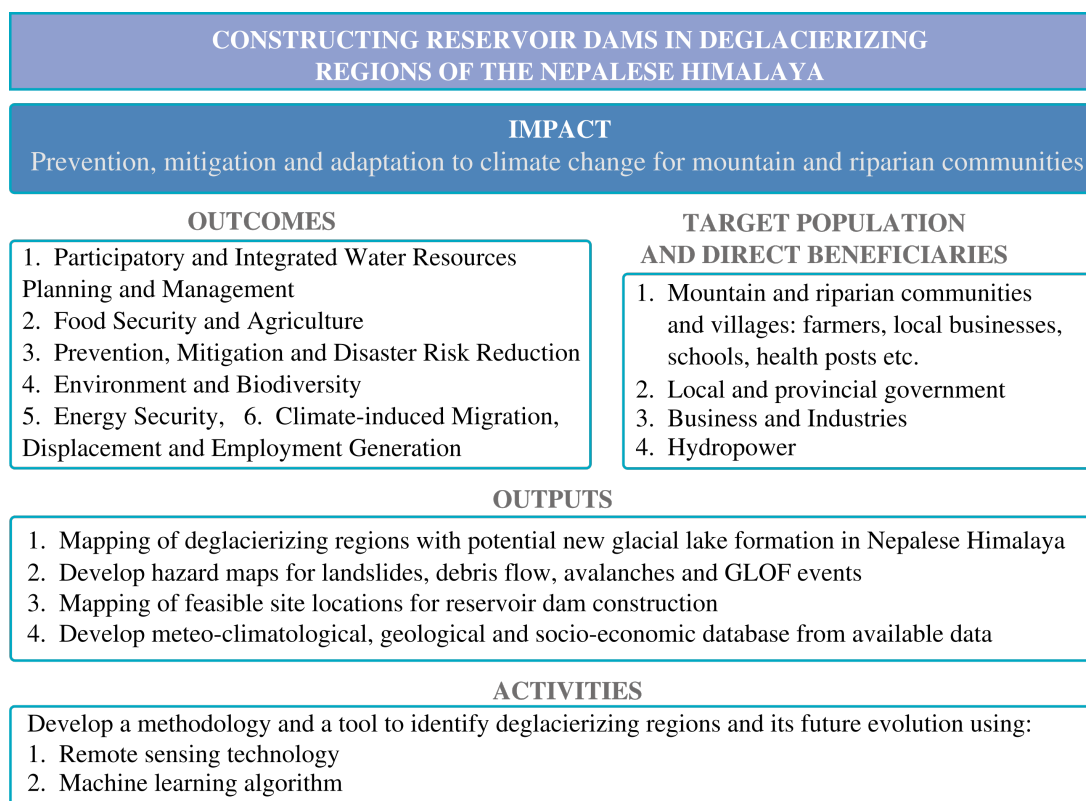 CONSTRUCTING RESERVOIR DAMS IN DEGLACIERIZING
REGIONS OF THE NEPALESE HIMALAYA
IMPACT
Prevention, mitigation and adaptation to climate change for mountain and riparian communities
OUTCOMES
1. Participatory and Integrated Water Resources
Planning and Management
2. Food Security and Agriculture
3. Prevention, Mitigation and Disaster Risk Reduction
4. Environment and Biodiversity
5. Energy Security, 6. Climate-induced Migration,
Displacement and Employment Generation
TARGET POPULATION
AND DIRECT BENEFICIARIES
1. Mountain and riparian communities
and villages: farmers, local businesses,
schools, health posts etc.
2. Local and provincial government
3. Business and Industries
4. Hydropower
OUTPUTS
1. Mapping of deglacierizing regions with potential new glacial lake formation in Nepalese Himalaya
2. Develop hazard maps for landslides, debris flow, avalanches and GLOF events
3. Mapping of feasible site locations for reservoir dam construction
4. Develop meteo-climatological, geological and socio-economic database from available data
ACTIVITIES
Develop a methodology and a tool to identify deglacierizing regions and its future evolution using:
1. Remote sensing technology
2. Machine learning algorithm